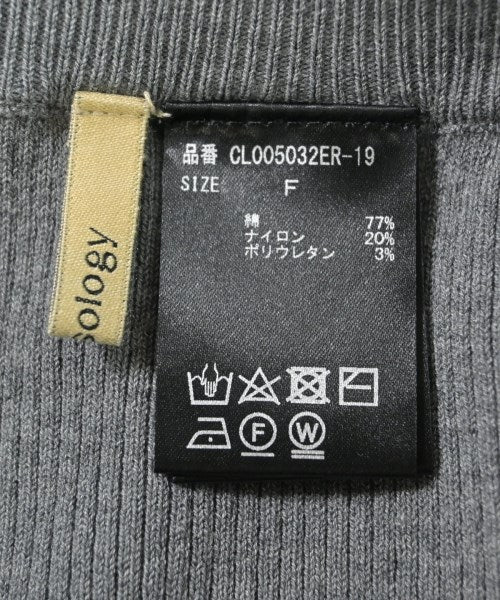 品番 CL005032ER-19
SIZE F
綿 77%
ナイロン 20%
ポリウレタン 3%
F W
ology